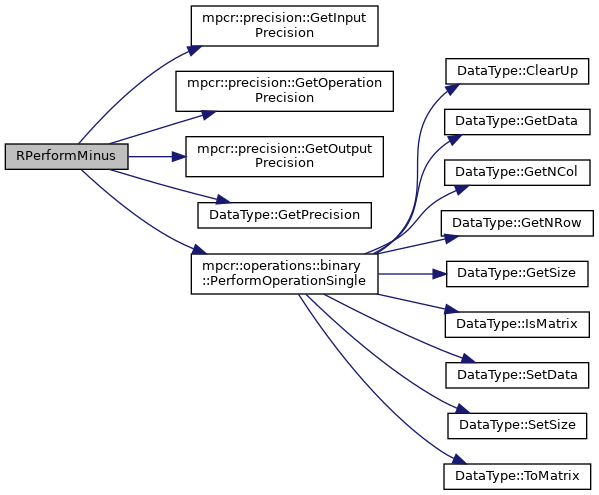 RPerformMinus
mpcr::precision::GetInput
Precision
mpcr::precision::GetOperation
Precision
mpcr::precision::GetOutput
Precision
DataType::GetPrecision
mpcr::operations::binary
::PerformOperationSingle
DataType::ClearUp
DataType::GetData
DataType::GetNCol
DataType::GetNRow
DataType::GetSize
DataType::IsMatrix
DataType::SetData
DataType::SetSize
DataType::ToMatrix